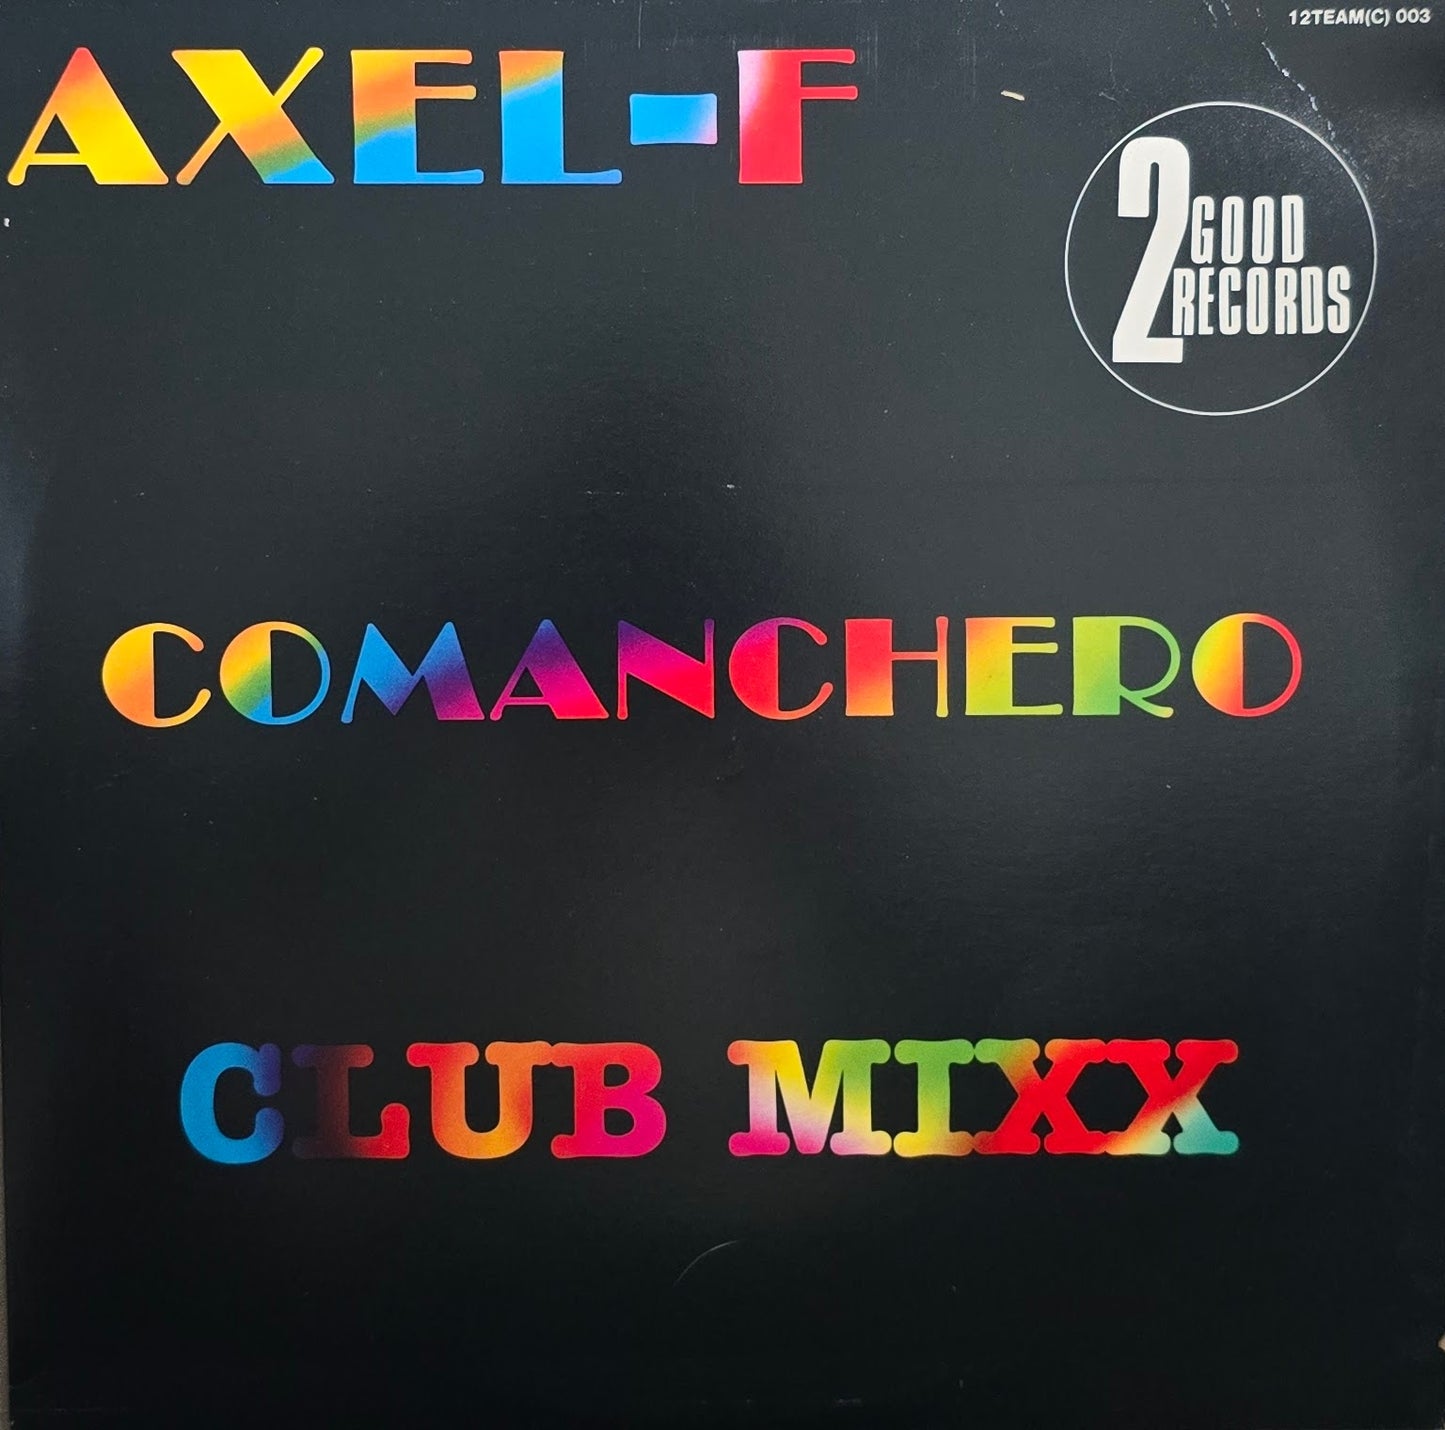 12TEAM(C) 003
AXEL-F
2 GOOD
RECORDS
COMANCHERO
CLUB MIXX